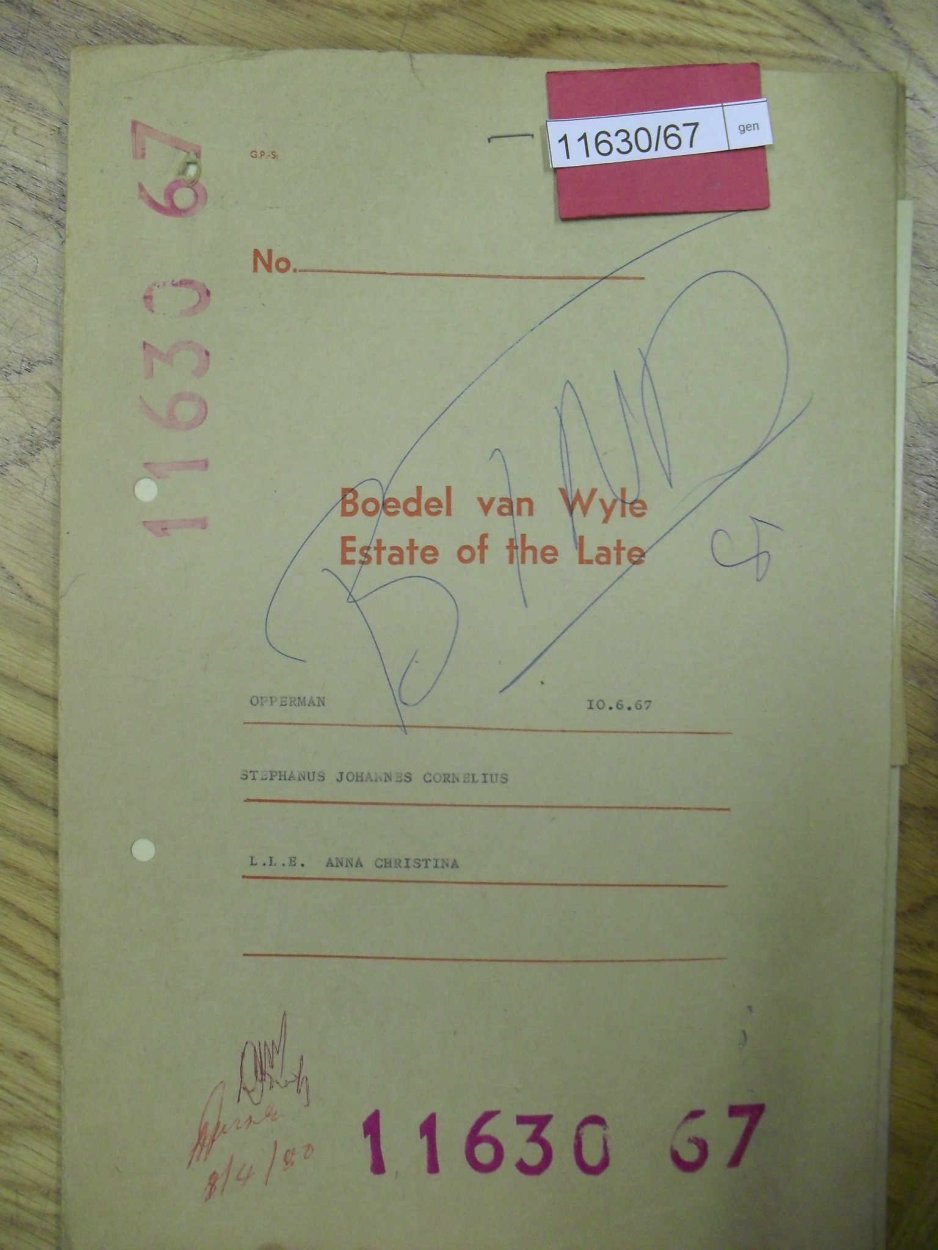 11630/67 gen
G.P.-S.
11630 67
No.
BIND
Boedel van Wyle
Estate of the Late
OPPERMAN 10.6.67
STEPHANUS JOHANNES CORNELIUS
L.L.E. ANNA CHRISTINA
8/4/80
11630 67